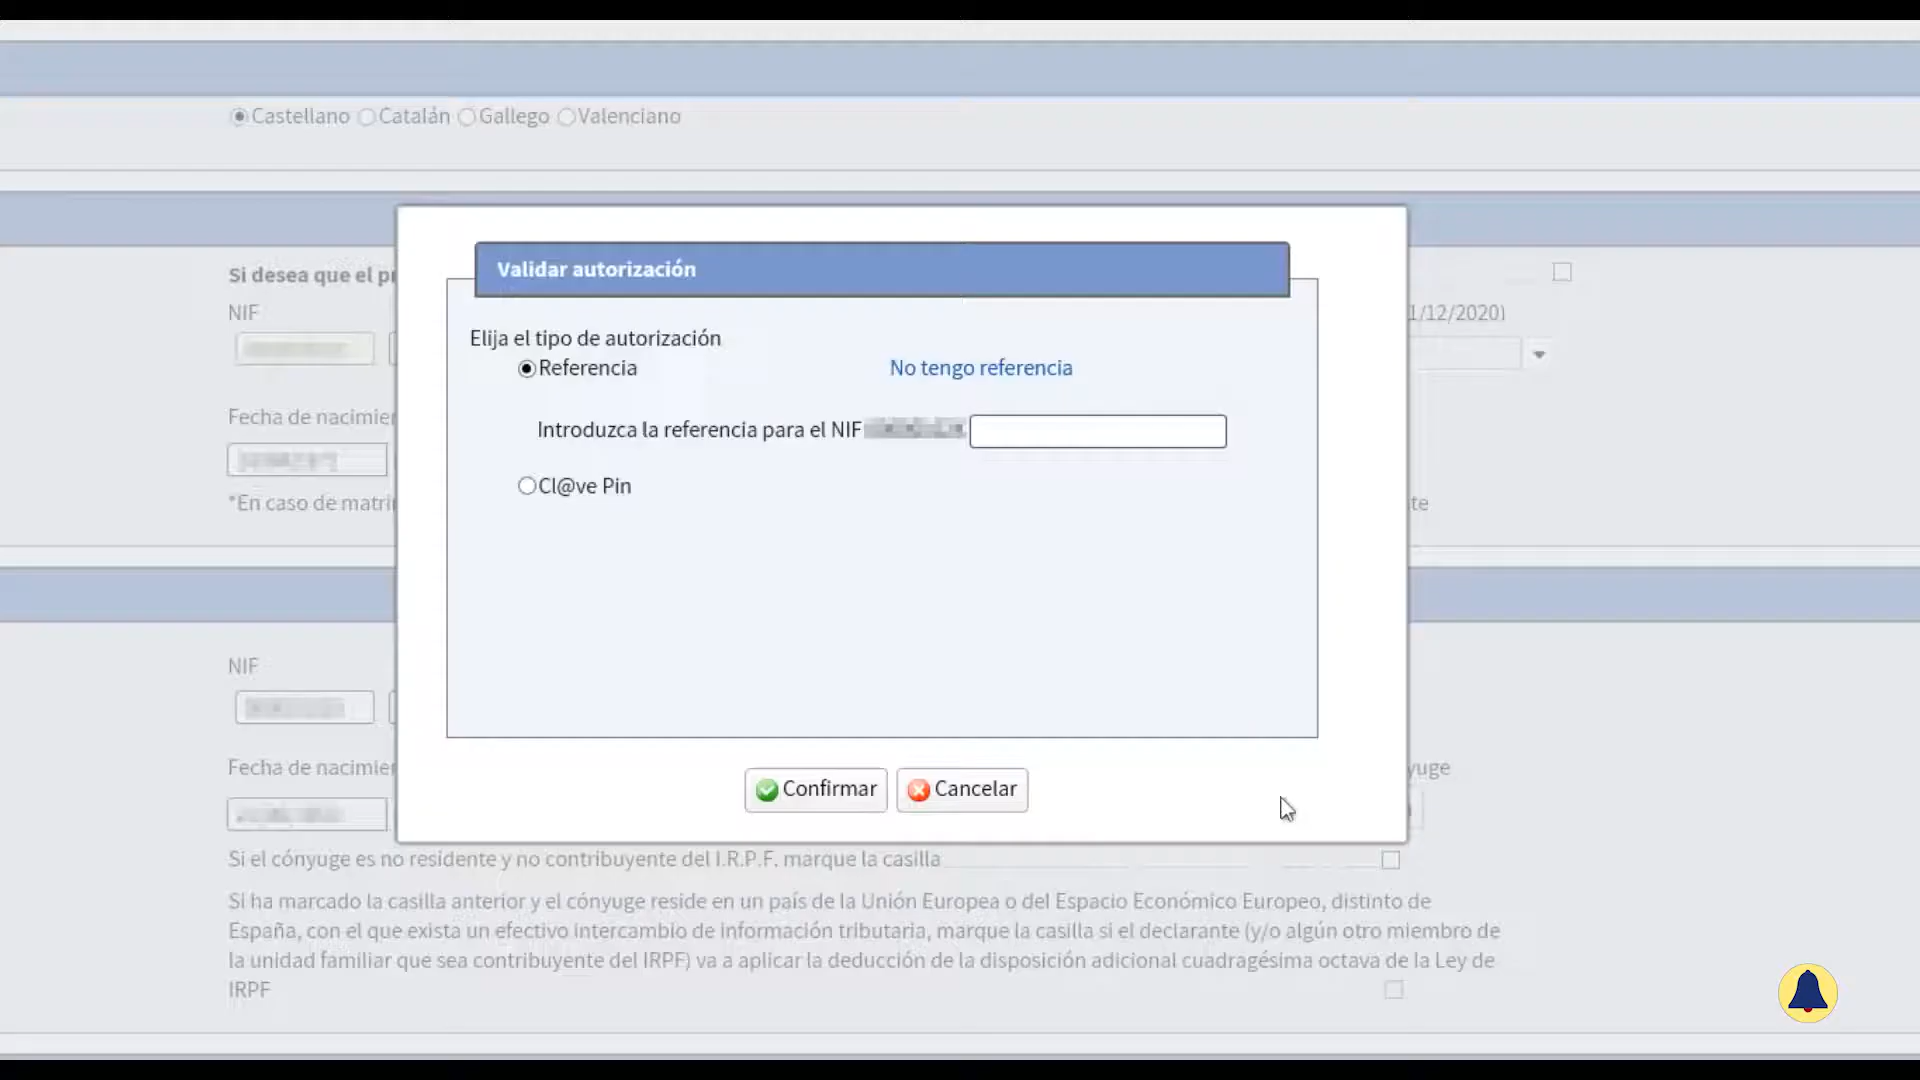 Castellano Catalán Gallego Valenciano
Si desea que el pr
NIF
1/12/2020)
Fecha de nacimien
*En caso de matri
te
Validar autorización
Elija el tipo de autorización
Referencia
No tengo referencia
Introduzca la referencia para el NIF
Cl@ve Pin
Confirmar
Cancelar
NIF
Fecha de nacimien
yuge
Si el cónyuge es no residente y no contribuyente del I.R.P.F. marque la casilla
Si ha marcado la casilla anterior y el cónyuge reside en un país de la Unión Europea o del Espacio Económico Europeo, distinto de
España, con el que exista un efectivo intercambio de información tributaria, marque la casilla si el declarante (y/o algún otro miembro de
la unidad familiar que sea contribuyente del IRPF) va a aplicar la deducción de la disposición adicional cuadragésima octava de la Ley de
IRPF